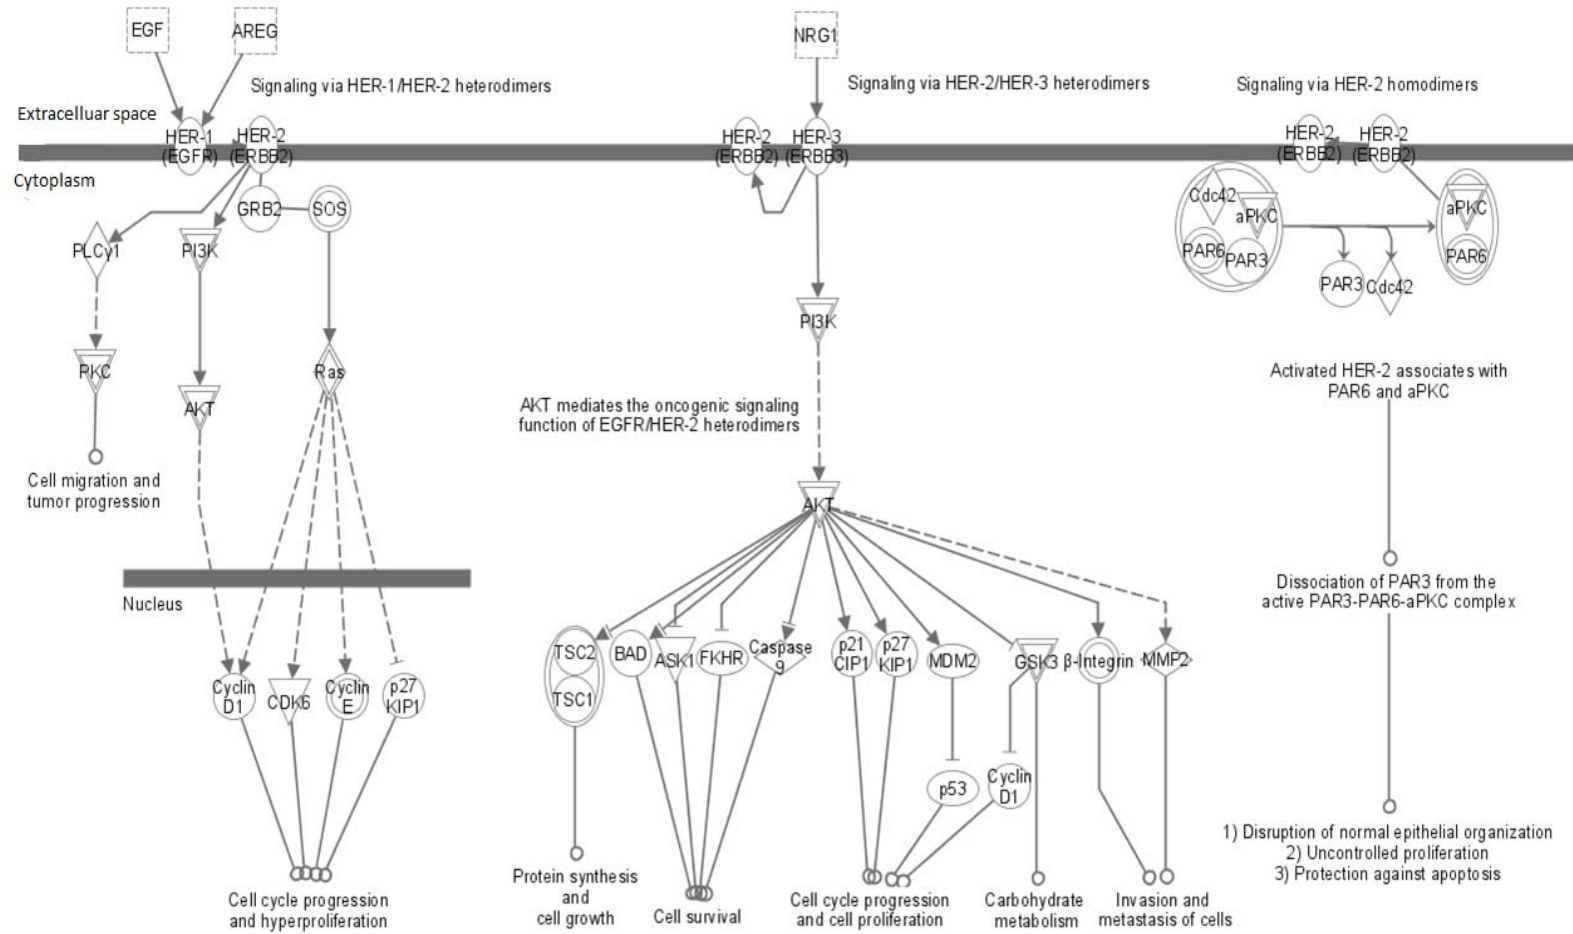 EGF
AREG
NRG1
Signaling via HER-1/HER-2 heterodimers
Signaling via HER-2/HER-3 heterodimers
Signaling via HER-2 homodimers
Extracelluar space
HER-1
(EGFR)
HER-2
(ERBB2)
HER-2
(ERBB2)
HER-3
(ERBB3)
HER-2
(ERBB2)
HER-2
(ERBB2)
Cytoplasm
GRB2
SOS
PLCγ1
PI3K
PKC
AKT
Ras
Cell migration and
tumor progression
Nucleus
Cyclin
D1
CDK6
Cyclin
E
p27
KIP1
Cell cycle progression
and hyperproliferation
PI3K
AKT mediates the oncogenic signaling
function of EGFR/HER-2 heterodimers
AKT
TSC2
TSC1
BAD
ASK1
FKHR
Caspase
9
p21
CIP1
p27
KIP1
MDM2
GSK3
β-Integrin
MMP2
p53
Cyclin
D1
Protein synthesis
and
cell growth
Cell survival
Cell cycle progression
and cell proliferation
Carbohydrate
metabolism
Invasion and
metastasis of cells
Cdc42
aPKC
PAR6
PAR3
PAR3
Cdc42
aPKC
PAR6
Activated HER-2 associates with
PAR6 and aPKC
Dissociation of PAR3 from the
active PAR3-PAR6-aPKC complex
1) Disruption of normal epithelial organization
2) Uncontrolled proliferation
3) Protection against apoptosis